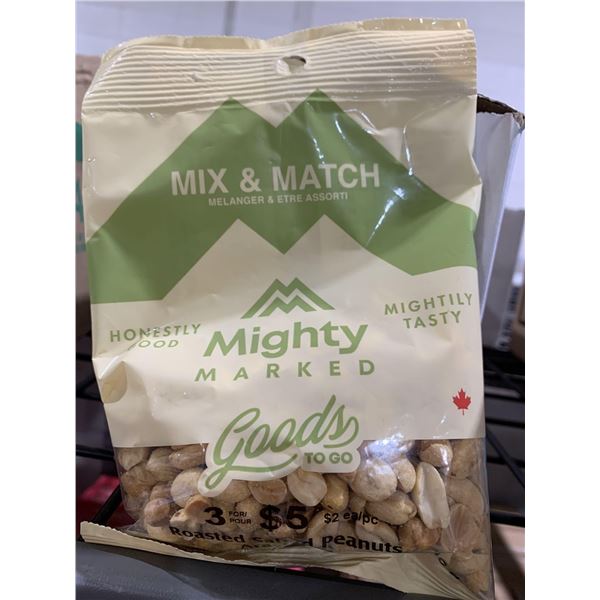 MIX & MATCH
MELANGER & ETRE ASSORTI
HONESTLY GOOD
Mighty MARKED
MIGHTILY TASTY
Goods TO GO
3 FOR/POUR $5 $2 ea/pc
Roasted Peanuts